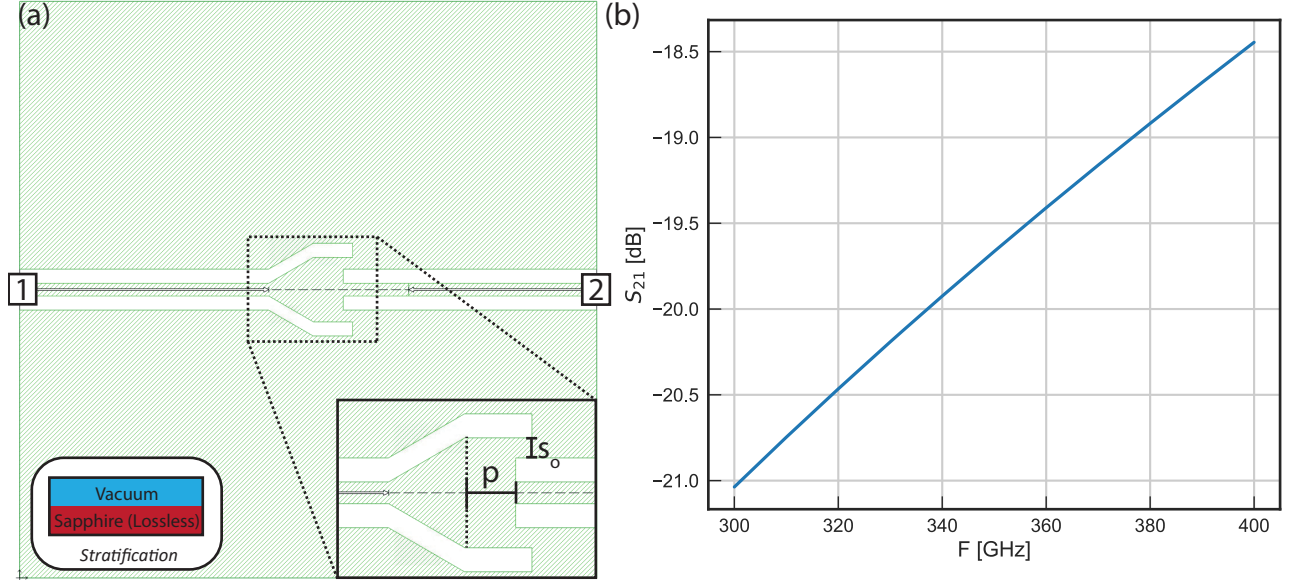 (a)
1
2
p
Is₀
Vacuum
Sapphire (Lossless)
Stratification
(b)
S₂₁ [dB]
−18.5
−19.0
−19.5
−20.0
−20.5
−21.0
300
320
340
360
380
400
F [GHz]